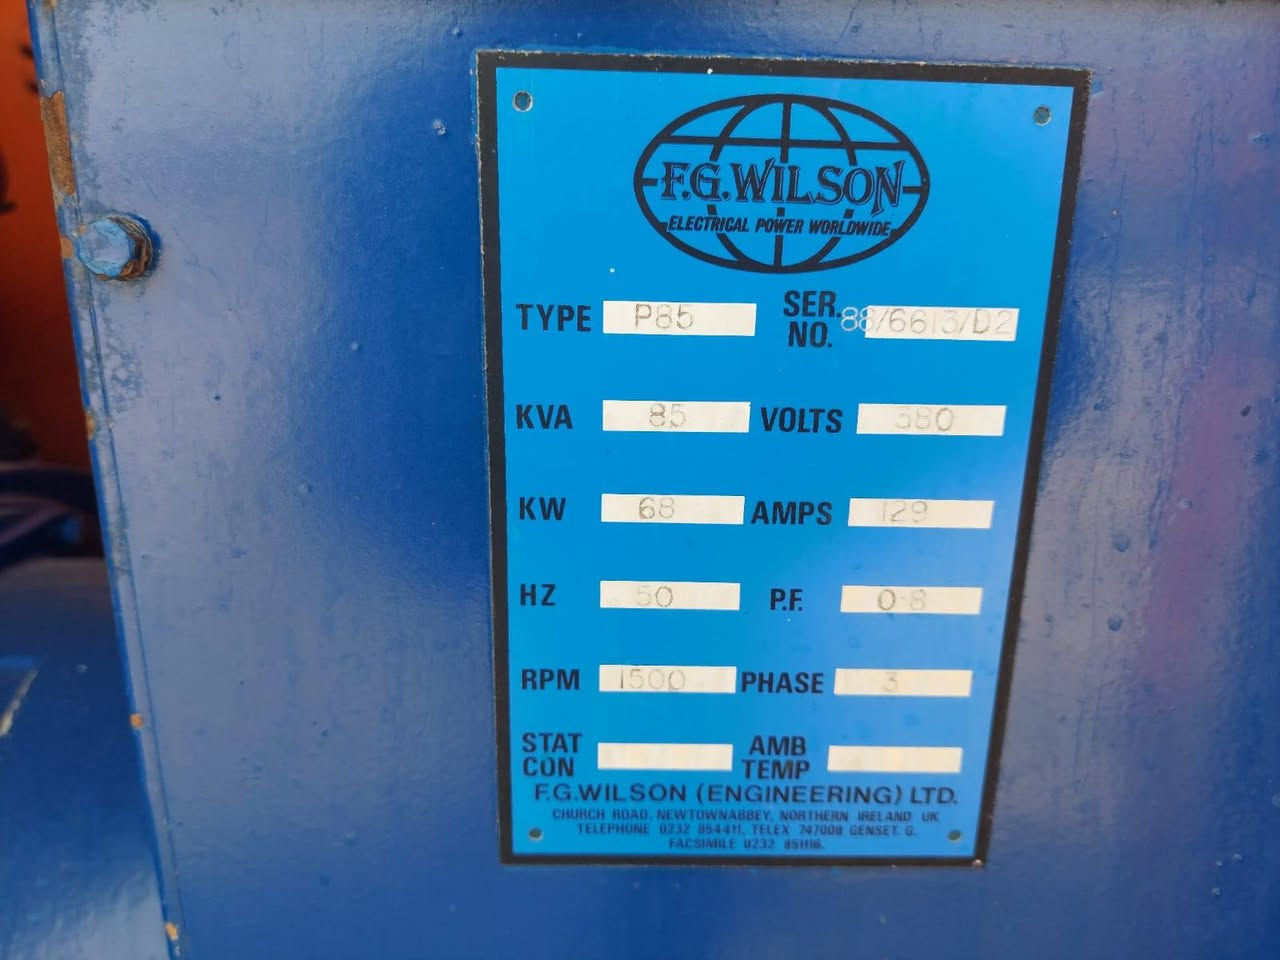 F.G.WILSON
ELECTRICAL POWER WORLDWIDE
TYPE P85 SER. NO. 88/6613/D2
KVA 85 VOLTS 380
KW 68 AMPS 129
HZ 50 P.F. 0·8
RPM 1500 PHASE 3
STAT CON AMB TEMP
F.G.WILSON (ENGINEERING) LTD.
CHURCH ROAD, NEWTOWNABBEY, NORTHERN IRELAND UK
TELEPHONE 0232 854411, TELEX 747008 GENSET. G.
FACSIMILE 0232 851116.